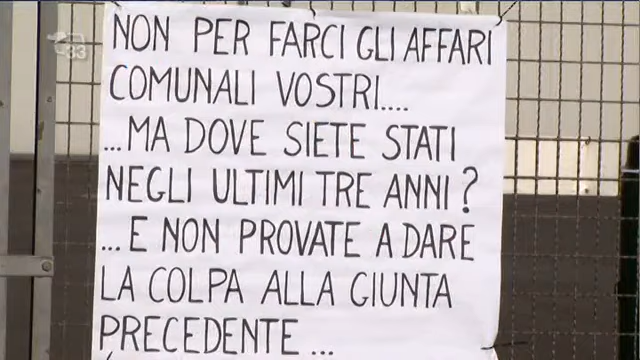 33
NON PER FARCI GLI AFFARI
COMUNALI VOSTRI....
...MA DOVE SIETE STATI
NEGLI ULTIMI TRE ANNI?
...E NON PROVATE A DARE
LA COLPA ALLA GIUNTA
PRECEDENTE...